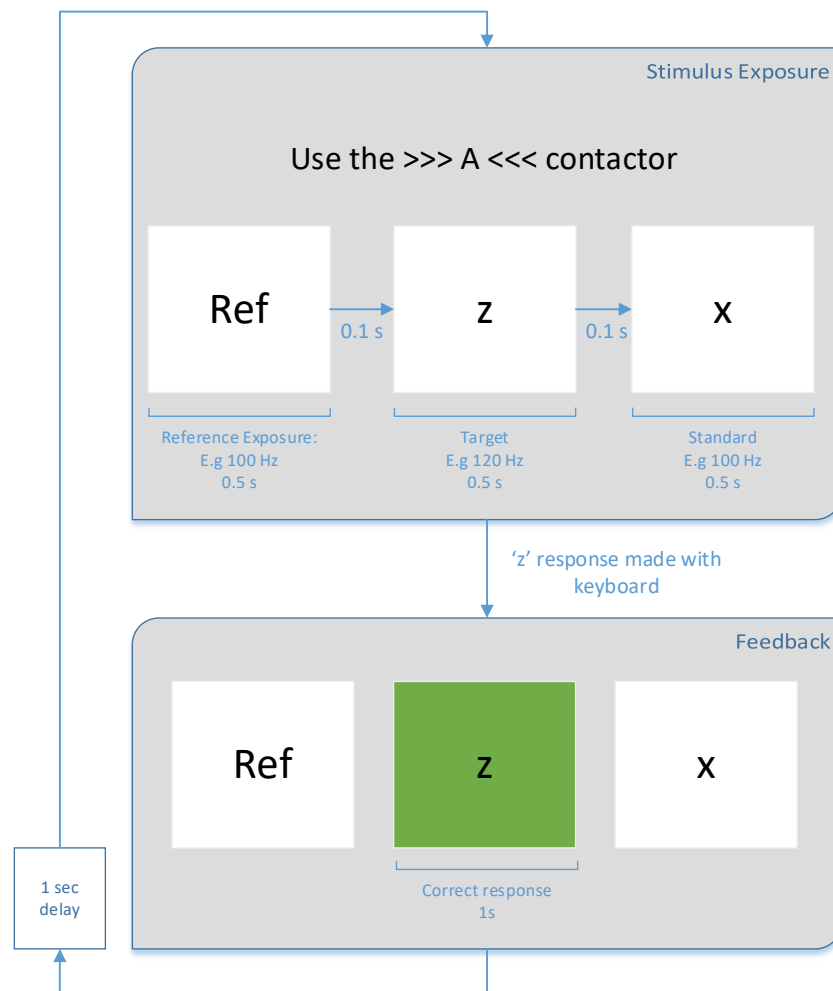 Stimulus Exposure
Use the >>> A <<< contactor
Ref
0.1 s
z
0.1 s
x
Reference Exposure:
E.g 100 Hz
0.5 s
Target
E.g 120 Hz
0.5 s
Standard
E.g 100 Hz
0.5 s
‘z’ response made with
keyboard
Feedback
Ref
z
x
Correct response
1s
1 sec
delay